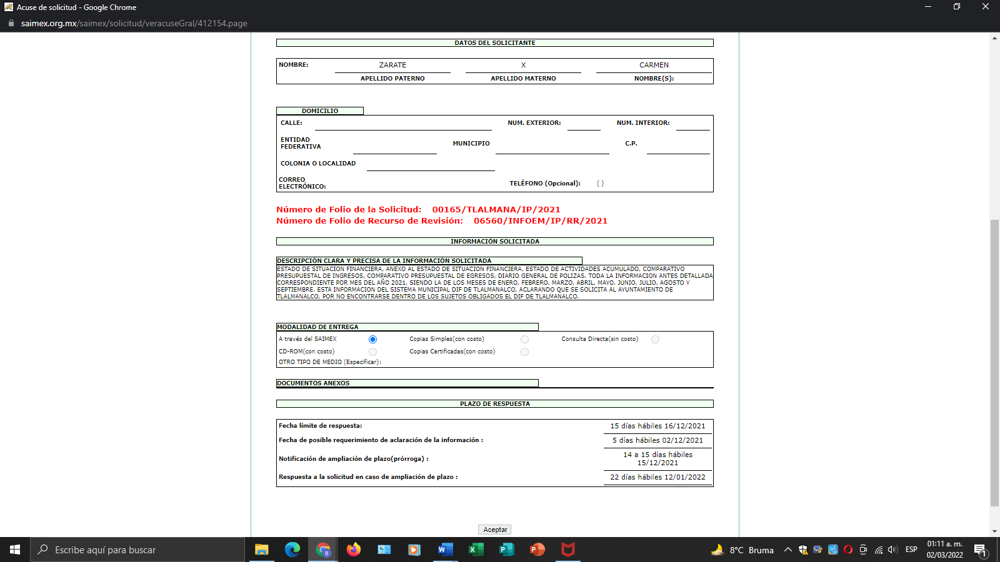 Acuse de solicitud - Google Chrome
saimex.org.mx/saimex/solicitud/veracuseGral/412154.page
DATOS DEL SOLICITANTE
NOMBRE: ZARATE X CARMEN
APELLIDO PATERNO APELLIDO MATERNO NOMBRE(S):
DOMICILIO
CALLE: NUM. EXTERIOR: NUM. INTERIOR:
ENTIDAD
FEDERATIVA MUNICIPIO C.P.
COLONIA O LOCALIDAD
CORREO
ELECTRÓNICO: TELÉFONO (Opcional): ( )
Número de Folio de la Solicitud: 00165/TLALMANA/IP/2021
Número de Folio de Recurso de Revisión: 06560/INFOEM/IP/RR/2021
INFORMACIÓN SOLICITADA
DESCRIPCIÓN CLARA Y PRECISA DE LA INFORMACIÓN SOLICITADA
ESTADO DE SITUACION FINANCIERA, ANEXO AL ESTADO DE SITUACION FINANCIERA, ESTADO DE ACTIVIDADES ACUMULADO, COMPARATIVO
PRESUPUESTAL DE INGRESOS, COMPARATIVO PRESUPUESTAL DE EGRESOS, DIARIO GENERAL DE POLIZAS. TODA LA INFORMACION ANTES DETALLADA
CORRESPONDIENTE POR MES DEL AÑO 2021, SIENDO LA DE LOS MESES DE ENERO, FEBRERO, MARZO, ABRIL, MAYO, JUNIO, JULIO, AGOSTO Y
SEPTIEMBRE. ESTA INFORMACION DEL SISTEMA MUNICIPAL DIF DE TLALMANALCO, ACLARANDO QUE SE SOLICITA AL AYUNTAMIENTO DE
TLALMANALCO, POR NO ENCONTRARSE DENTRO DE LOS SUJETOS OBLIGADOS EL DIF DE TLALMANALCO.
MODALIDAD DE ENTREGA
A través del SAIMEX Copias Simples(con costo) Consulta Directa(sin costo)
CD-ROM(con costo) Copias Certificadas(con costo)
OTRO TIPO DE MEDIO (Especificar):
DOCUMENTOS ANEXOS
PLAZO DE RESPUESTA
Fecha límite de respuesta: 15 días hábiles 16/12/2021
Fecha de posible requerimiento de aclaración de la información : 5 días hábiles 02/12/2021
Notificación de ampliación de plazo(prórroga) : 14 a 15 días hábiles
15/12/2021
Respuesta a la solicitud en caso de ampliación de plazo : 22 días hábiles 12/01/2022
Aceptar
Escribe aquí para buscar
8°C Bruma
ESP
01:11 a. m.
02/03/2022
1